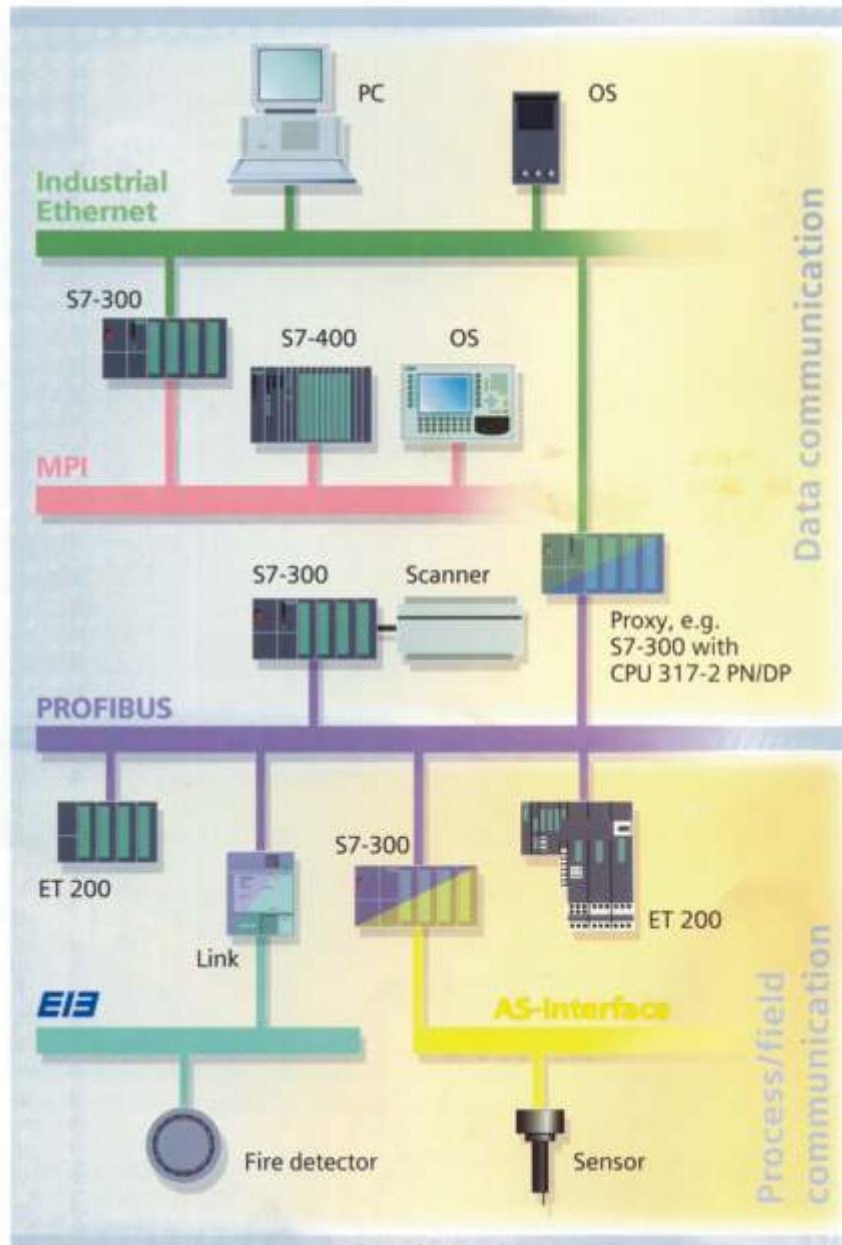 PC
OS
Industrial
Ethernet
S7-300
S7-400
OS
MPI
Data communication
S7-300
Scanner
Proxy, e.g.
S7-300 with
CPU 317-2 PN/DP
PROFIBUS
S7-300
ET 200
ET 200
Link
EIB
AS-Interface
Process/field
communication
Fire detector
Sensor